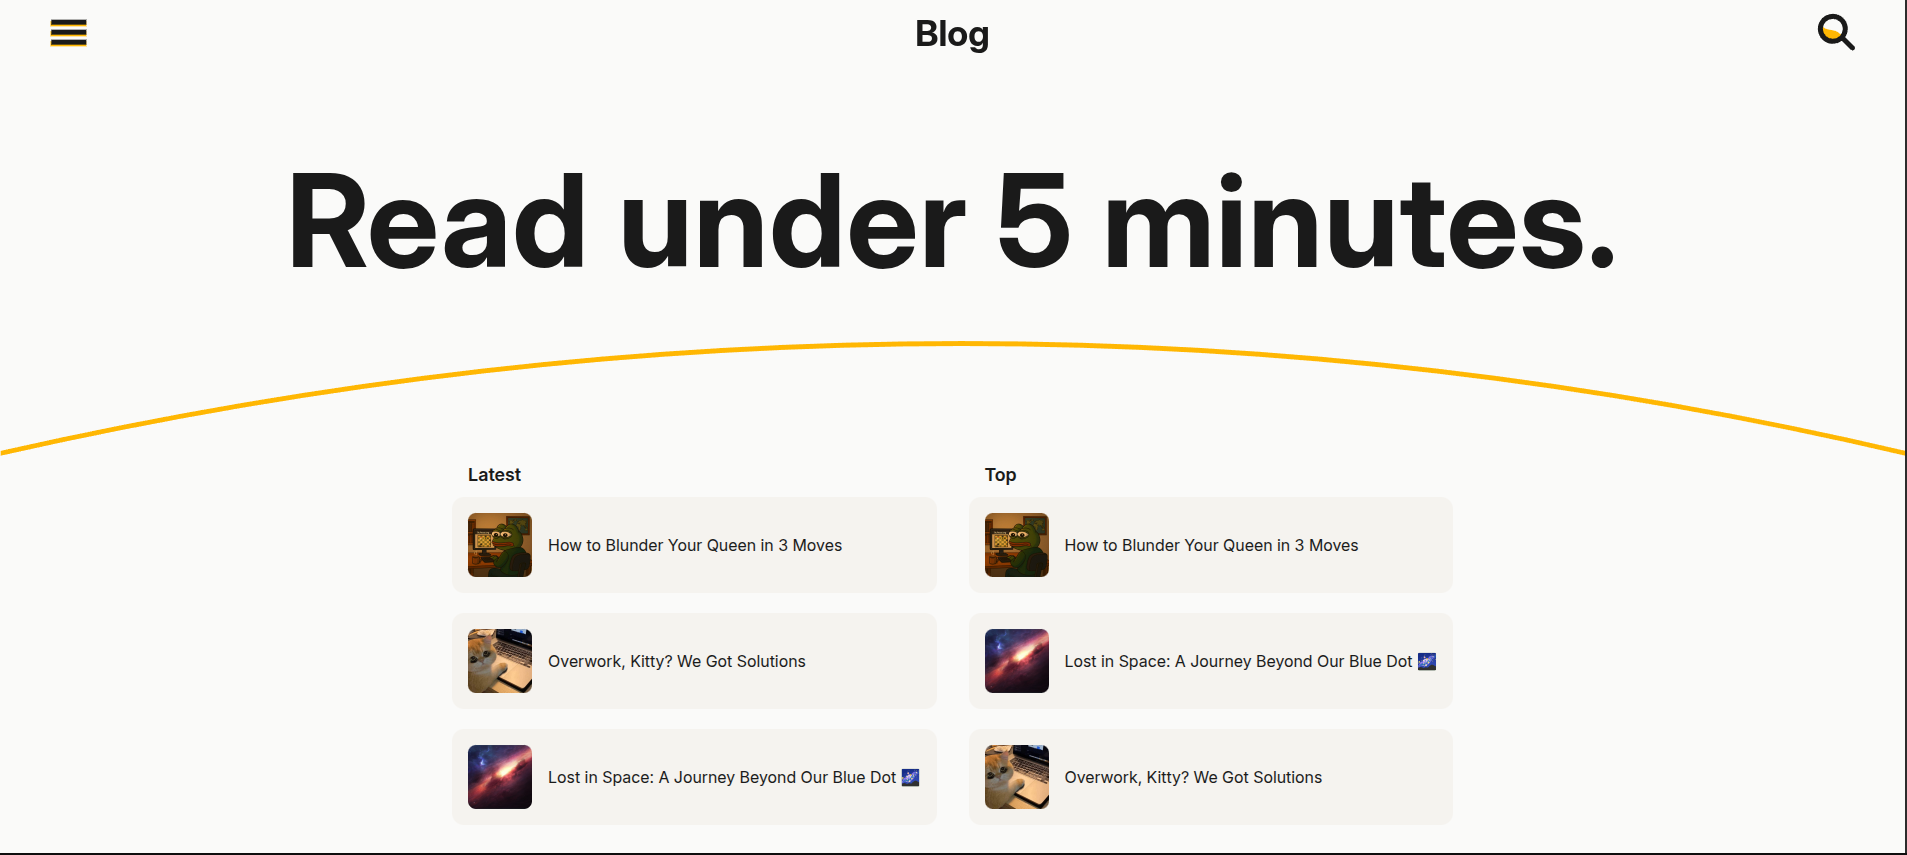 Blog
Read under 5 minutes.
Latest
How to Blunder Your Queen in 3 Moves
Overwork, Kitty? We Got Solutions
Lost in Space: A Journey Beyond Our Blue Dot 🌌
Top
How to Blunder Your Queen in 3 Moves
Lost in Space: A Journey Beyond Our Blue Dot 🌌
Overwork, Kitty? We Got Solutions